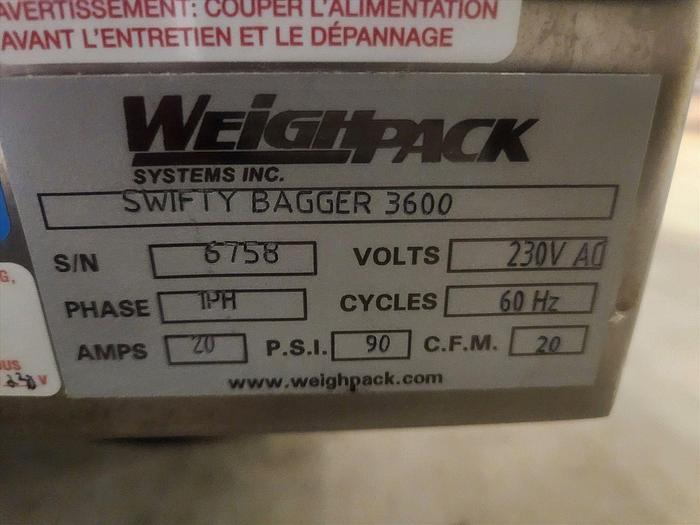 AVERTISSEMENT: COUPER L'ALIMENTATION
AVANT L'ENTRETIEN ET LE DÉPANNAGE
WEIGHPACK
SYSTEMS INC.
SWIFTY BAGGER 3600
S/N 6758 VOLTS 230V AC
PHASE 1PH CYCLES 60 Hz
AMPS 20 P.S.I. 90 C.F.M. 20
www.weighpack.com
G,
US
V